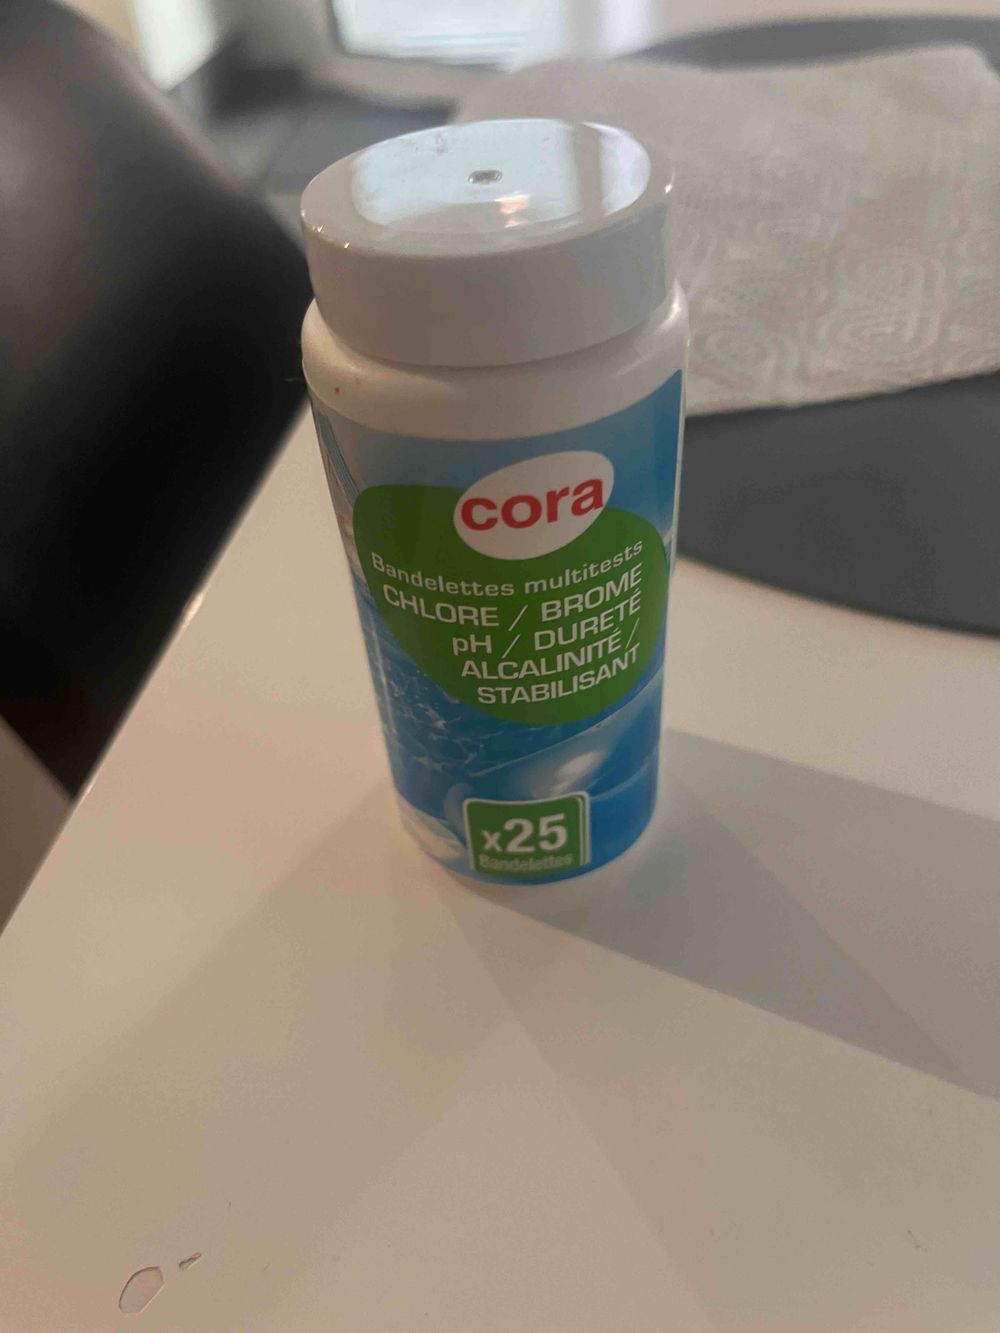 cora
Bandelettes multitests
CHLORE / BROME
pH / DURETÉ
ALCALINITÉ /
STABILISANT
x25
Bandelettes